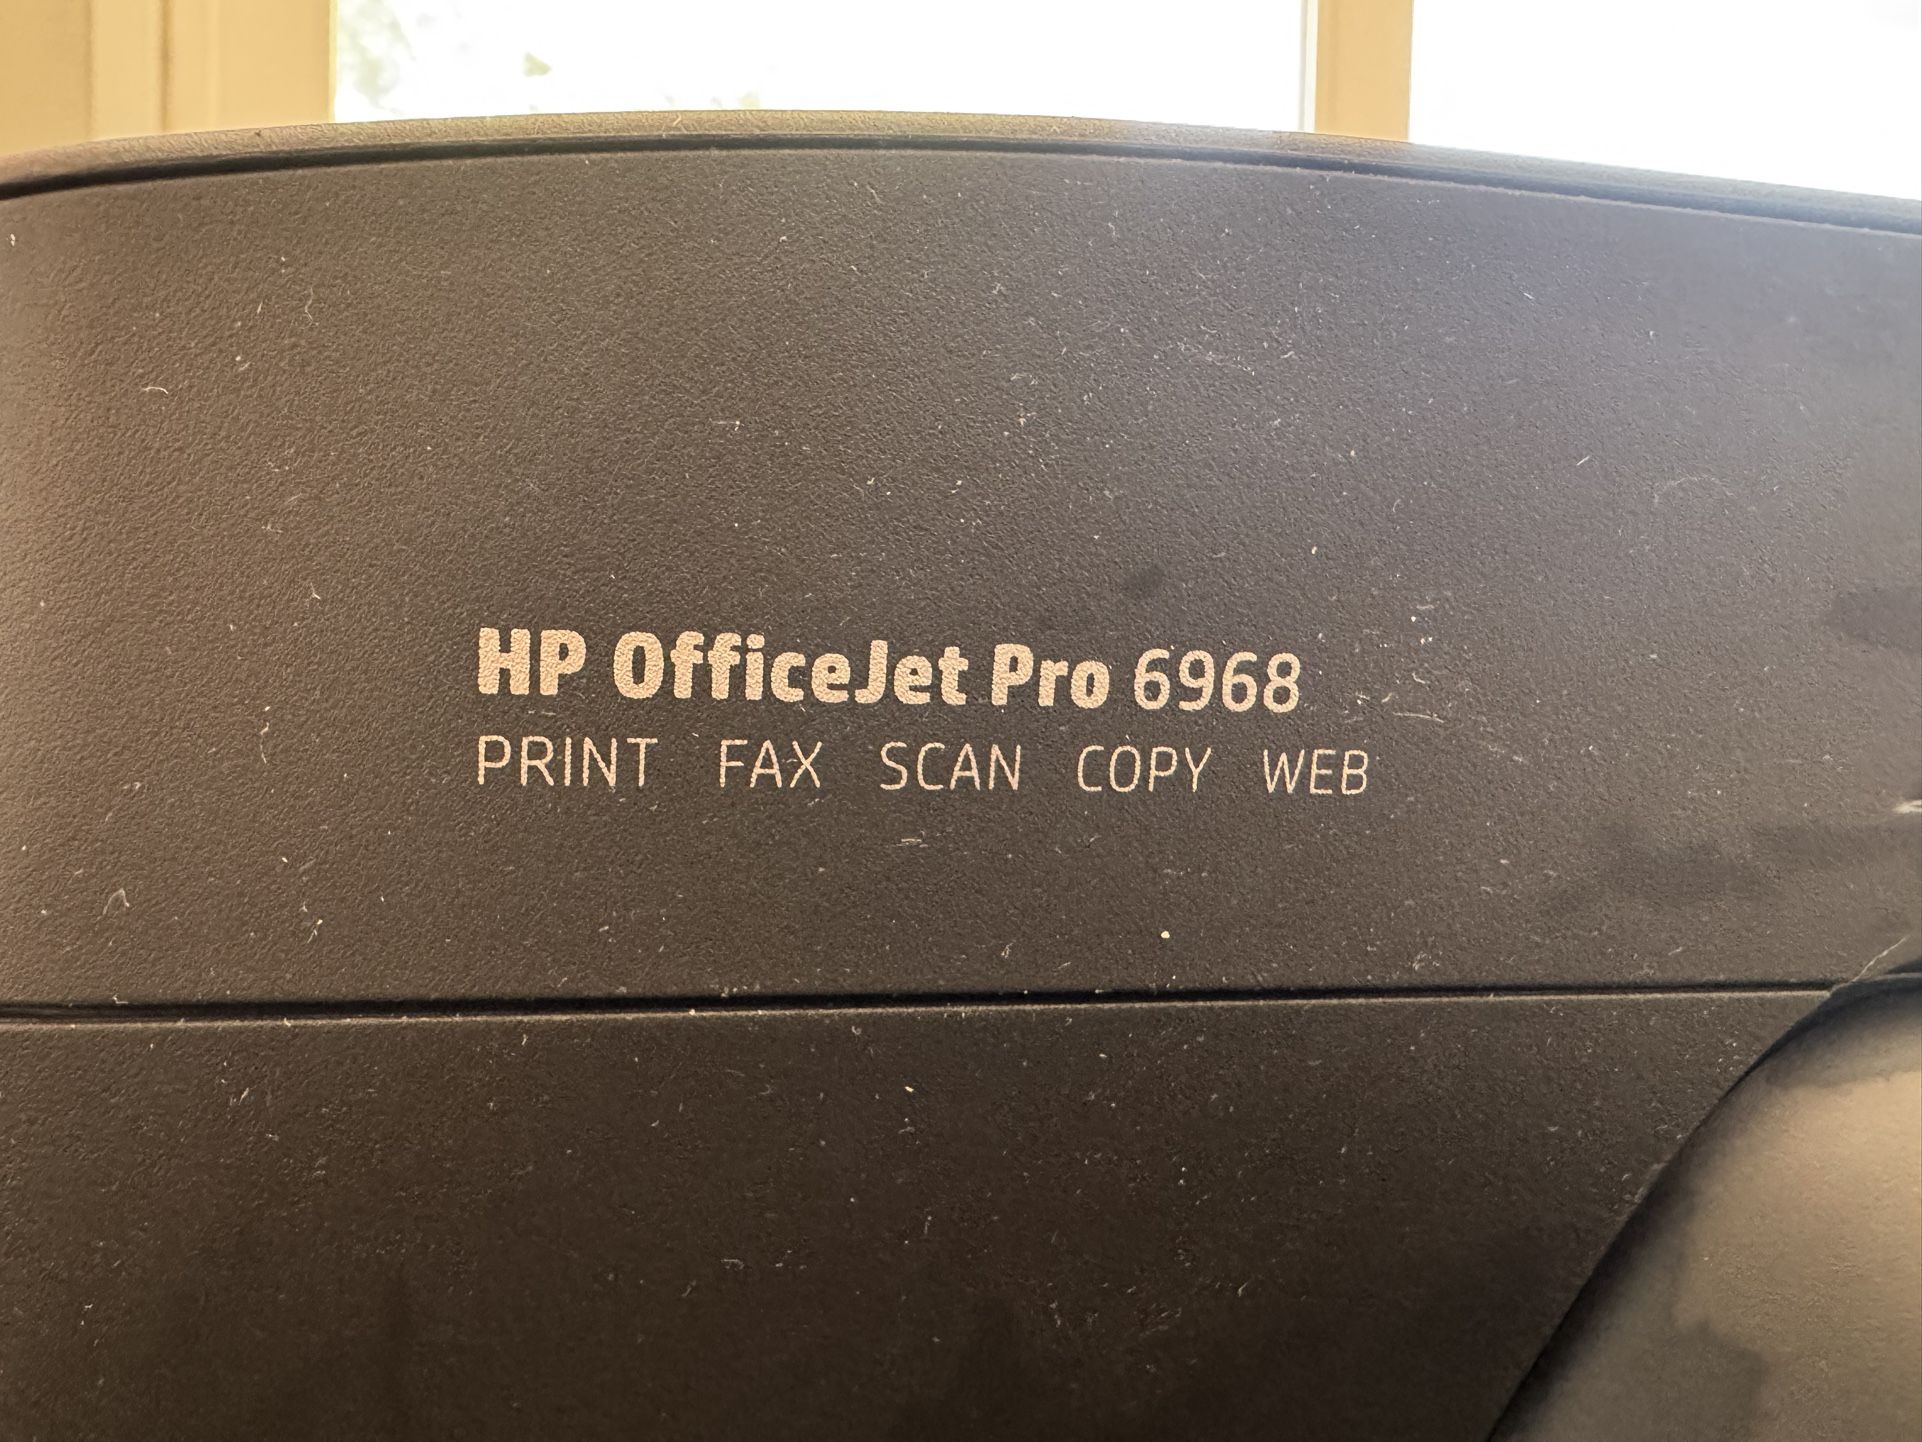 HP OfficeJet Pro 6968
PRINT FAX SCAN COPY WEB